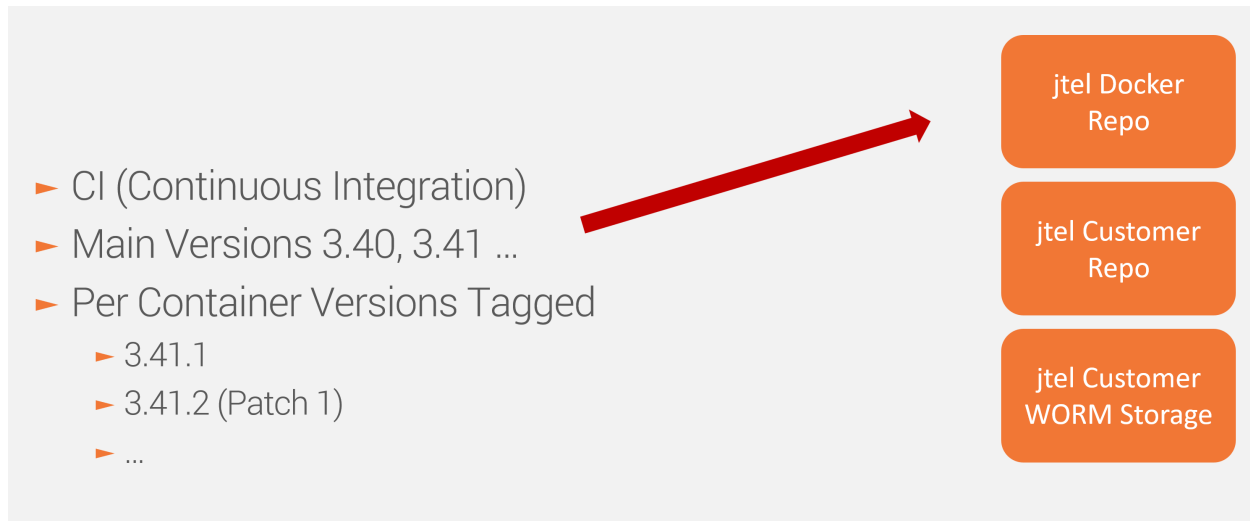 CI (Continuous Integration)
Main Versions 3.40, 3.41 ...
Per Container Versions Tagged
3.41.1
3.41.2 (Patch 1)
...
jtel Docker
Repo
jtel Customer
Repo
jtel Customer
WORM Storage